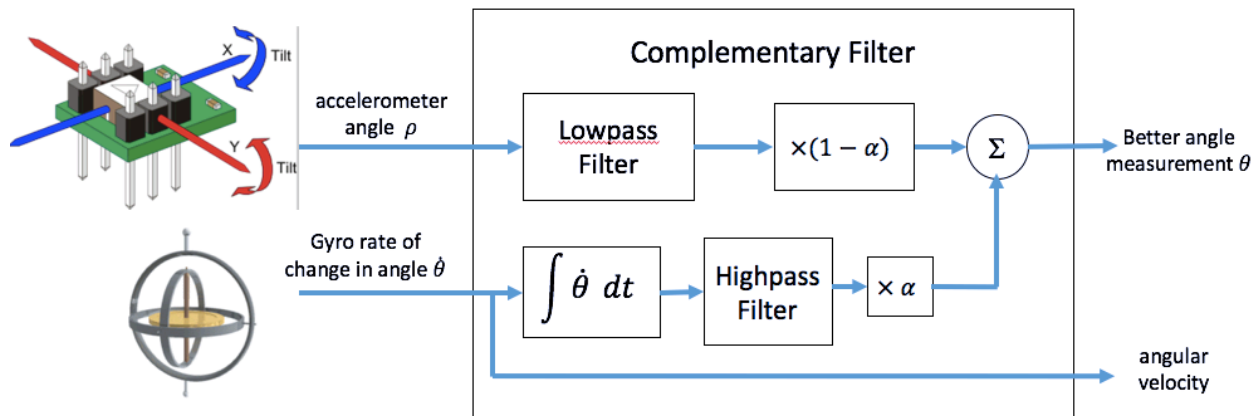 Complementary Filter
X
Tilt
Y
Tilt
accelerometer
angle ρ
Lowpass
Filter
×(1 − α)
Σ
Better angle
measurement θ
Gyro rate of
change in angle θ̇
∫ θ̇ dt
Highpass
Filter
× α
angular
velocity